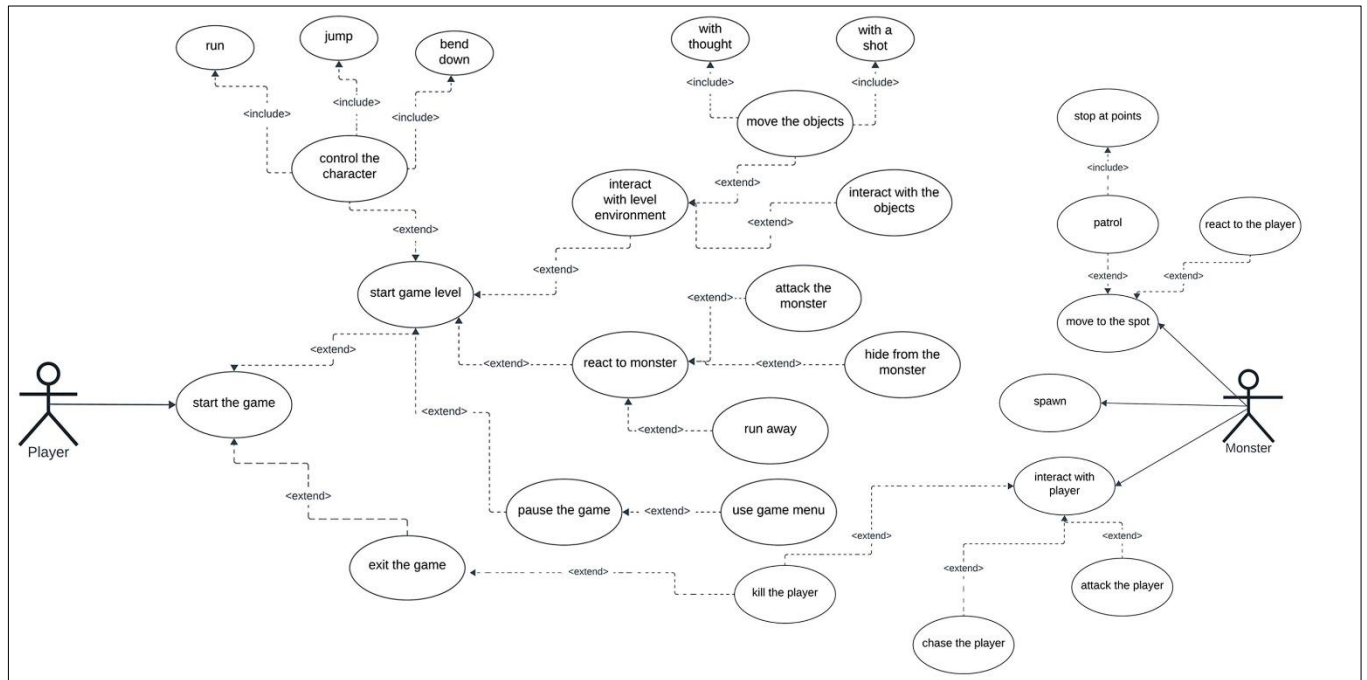 run
jump
bend
down
with
thought
with a
shot
<include>
<include>
<include>
<include>
<include>
control the
character
move the objects
stop at points
<include>
<extend>
interact
with level
environment
<extend>
<extend>
interact with the
objects
patrol
react to the player
<extend>
<extend>
<extend>
start game level
attack the
monster
<extend>
move to the spot
<extend>
<extend>
react to monster
<extend>
hide from the
monster
Player
start the game
<extend>
<extend>
run away
spawn
Monster
interact with
player
<extend>
pause the game
<extend>
use game menu
<extend>
exit the game
<extend>
kill the player
<extend>
attack the player
chase the player